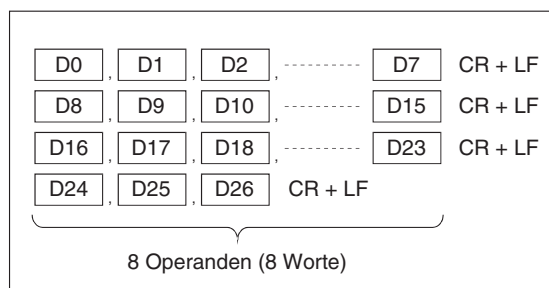 D0 , D1 , D2 , ---------- D7 CR + LF
D8 , D9 , D10 , ---------- D15 CR + LF
D16 , D17 , D18 , ---------- D23 CR + LF
D24 , D25 , D26 CR + LF
8 Operanden (8 Worte)